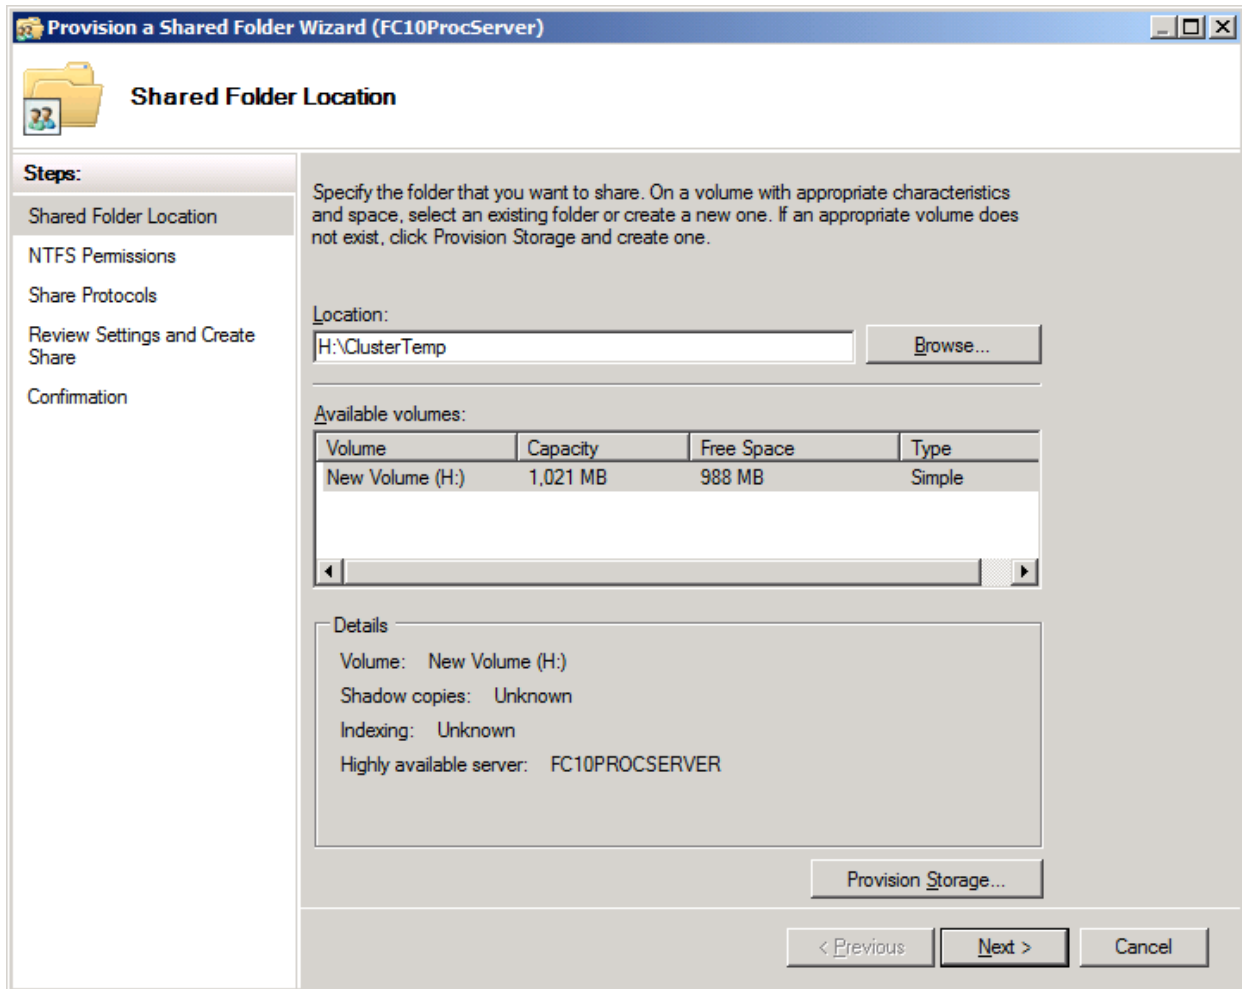 Provision a Shared Folder Wizard (FC10ProcServer)
Shared Folder Location
Steps:
Shared Folder Location
NTFS Permissions
Share Protocols
Review Settings and Create
Share
Confirmation
Specify the folder that you want to share. On a volume with appropriate characteristics
and space, select an existing folder or create a new one. If an appropriate volume does
not exist, click Provision Storage and create one.
Location:
H:\ClusterTemp
Browse...
Available volumes:
Volume Capacity Free Space Type
New Volume (H:) 1,021 MB 988 MB Simple
Details
Volume: New Volume (H:)
Shadow copies: Unknown
Indexing: Unknown
Highly available server: FC10PROCSERVER
Provision Storage...
< Previous Next > Cancel